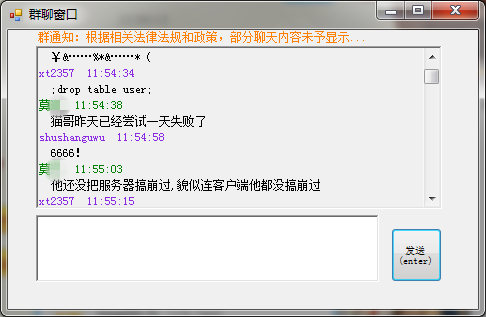 群聊窗口
群通知：根据相关法律法规和政策，部分聊天内容未予显示...
￥&……%*&……*（
xt2357 11:54:34
;drop table user;
莫 11:54:38
猫哥昨天已经尝试一天失败了
shushanguwu 11:54:58
6666!
莫 11:55:03
他还没把服务器搞崩过,貌似连客户端他都没搞崩过
xt2357 11:55:15
发送
(enter)